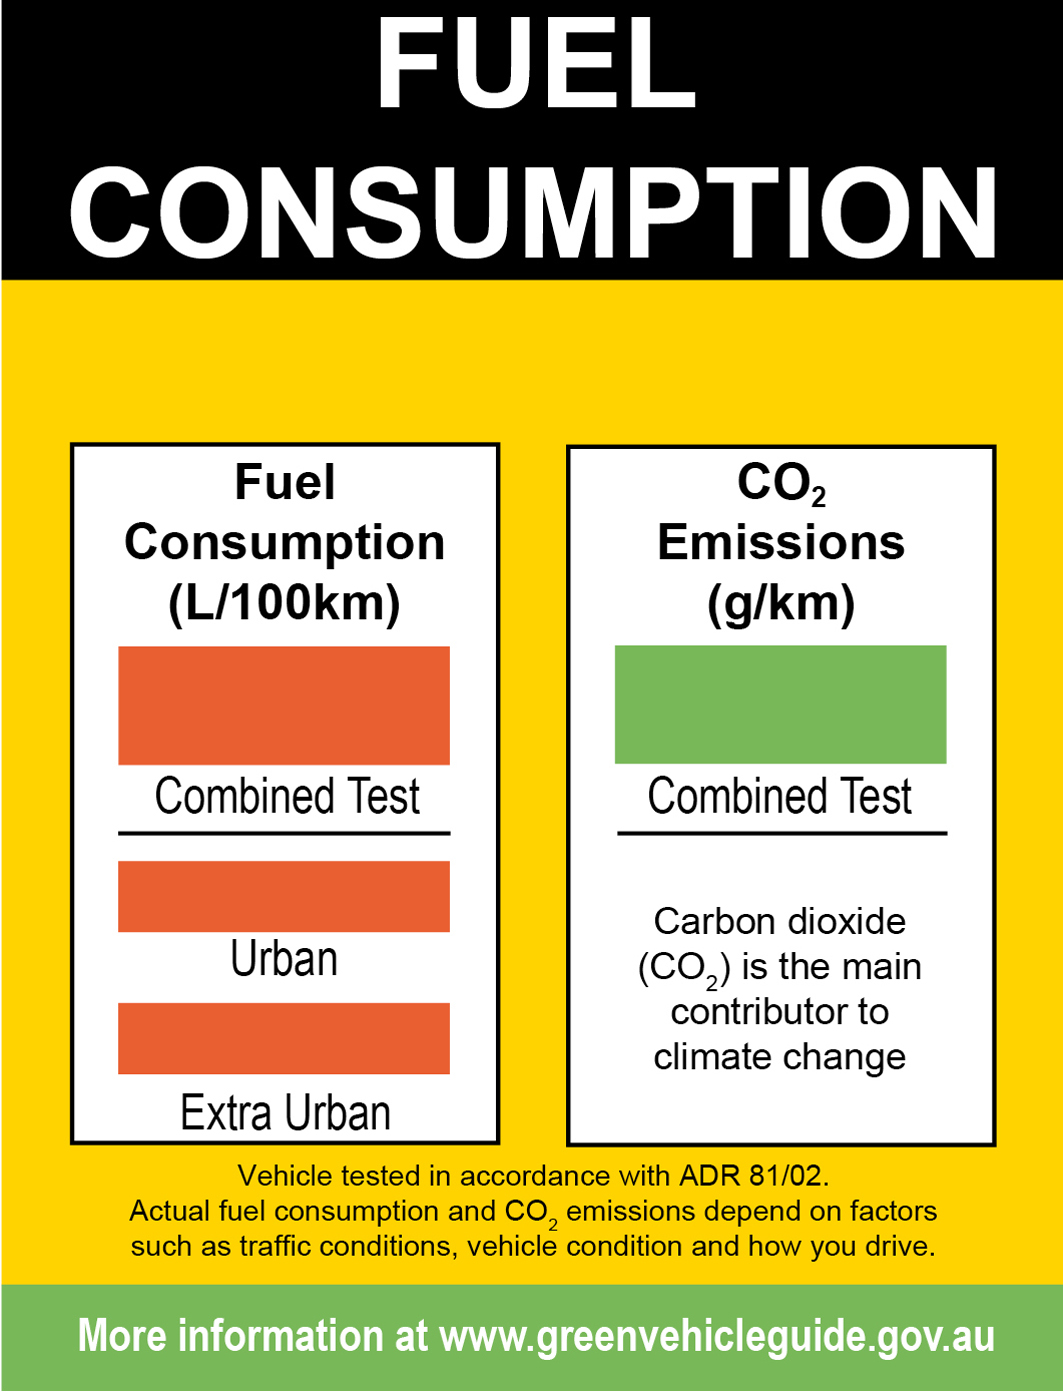 FUEL
CONSUMPTION
Fuel
Consumption
(L/100km)
Combined Test
Urban
Extra Urban
CO₂
Emissions
(g/km)
Combined Test
Carbon dioxide
(CO₂) is the main
contributor to
climate change
Vehicle tested in accordance with ADR 81/02.
Actual fuel consumption and CO₂ emissions depend on factors
such as traffic conditions, vehicle condition and how you drive.
More information at www.greenvehicleguide.gov.au